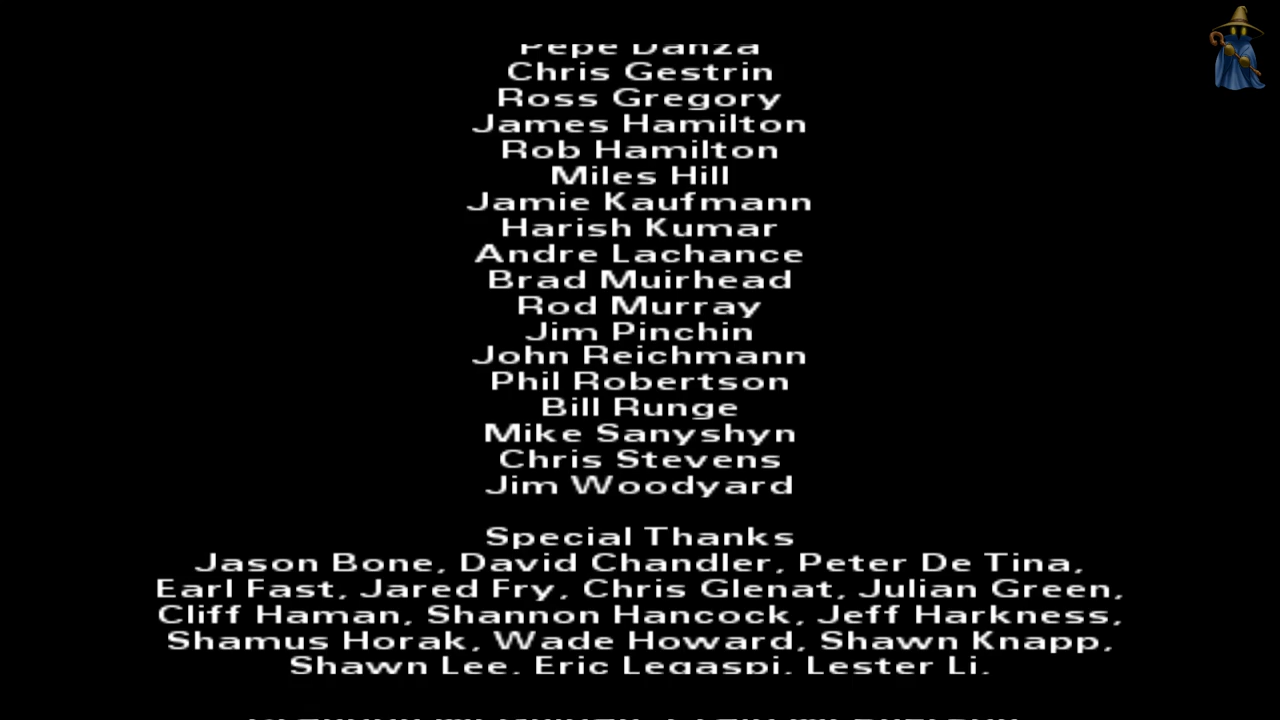 Pepe Danza
Chris Gestrin
Ross Gregory
James Hamilton
Rob Hamilton
Miles Hill
Jamie Kaufmann
Harish Kumar
Andre Lachance
Brad Muirhead
Rod Murray
Jim Pinchin
John Reichmann
Phil Robertson
Bill Runge
Mike Sanyshyn
Chris Stevens
Jim Woodyard
Special Thanks
Jason Bone, David Chandler, Peter De Tina,
Earl Fast, Jared Fry, Chris Glenat, Julian Green,
Cliff Haman, Shannon Hancock, Jeff Harkness,
Shamus Horak, Wade Howard, Shawn Knapp,
Shawn Lee, Eric Legaspi, Lester Li,